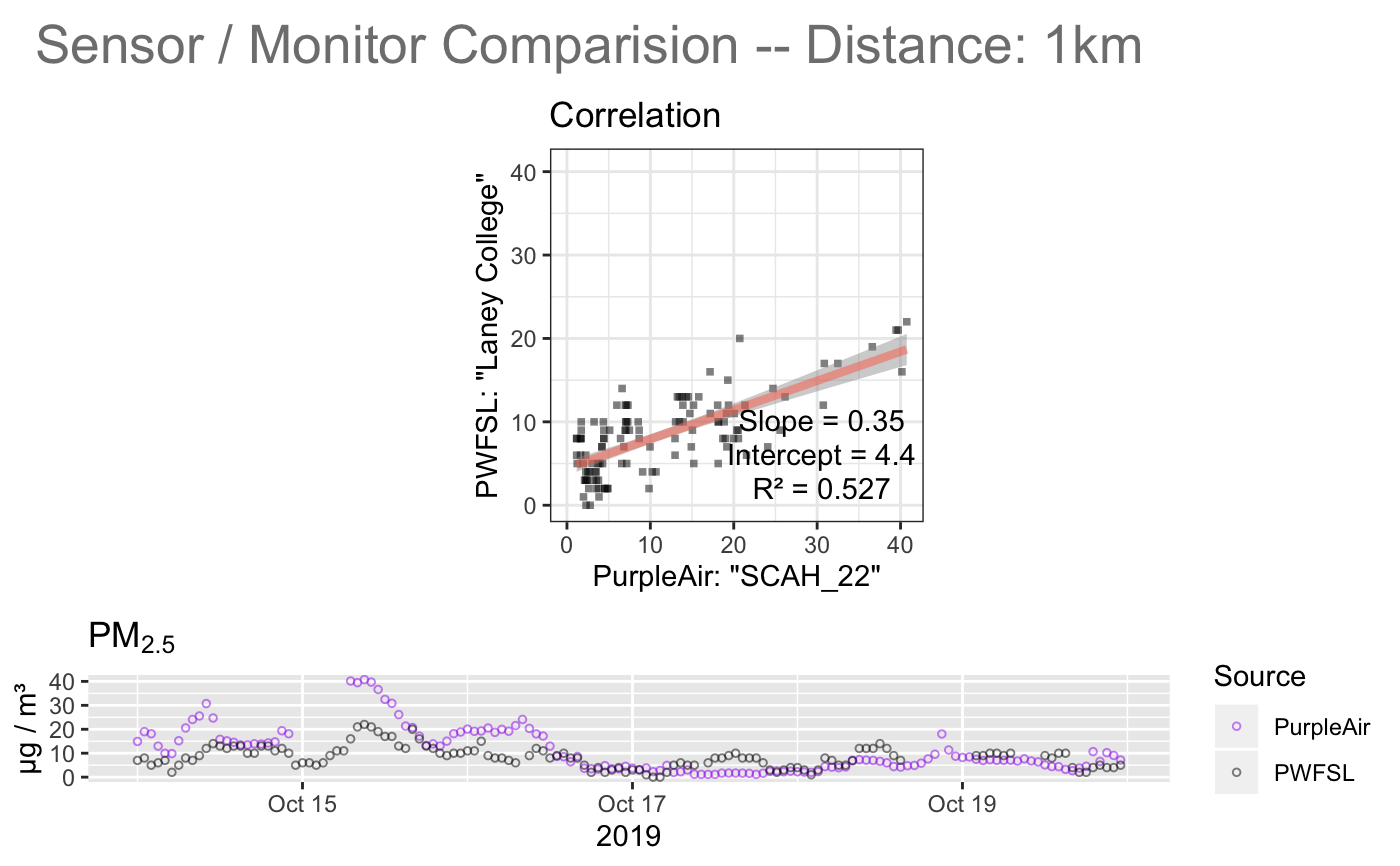 Sensor / Monitor Comparision -- Distance: 1km
Correlation
PWFSL: "Laney College"
40
30
20
10
0
Slope = 0.35
Intercept = 4.4
R² = 0.527
0 10 20 30 40
PurpleAir: "SCAH_22"
PM2.5
µg / m³
40
30
20
10
0
Oct 15 Oct 17 Oct 19
2019
Source
PurpleAir
PWFSL